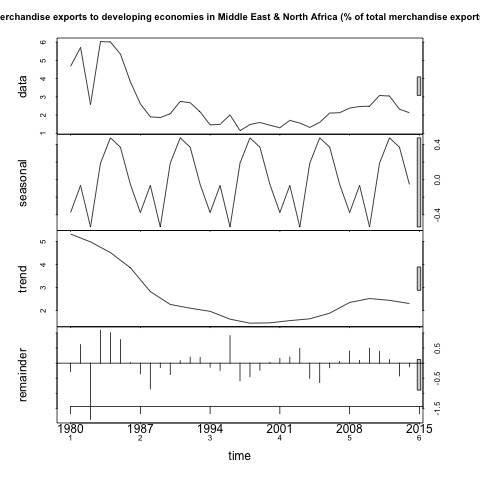 erchandise exports to developing economies in Middle East & North Africa (% of total merchandise export
data
1 2 3 4 5 6
seasonal
-0.4 0.0 0.4
trend
2 3 4 5
remainder
-1.5 -0.5 0.5
1980 1987 1994 2001 2008 2015
1 2 3 4 5 6
time